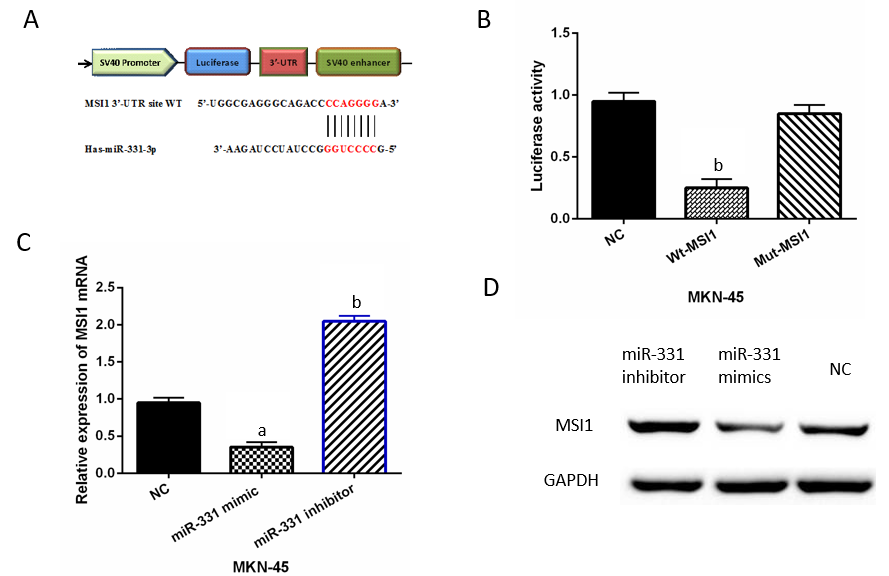 A
SV40 Promoter
Luciferase
3'-UTR
SV40 enhancer
MSI1 3'-UTR site WT 5'-UGGCGAGGGCAGACCCCAGGGGA-3'
Has-miR-331-3p 3'-AAGAUCCUAUCCGGGUCCCCG-5'
B
Luciferase activity
1.5
1.0
0.5
0.0
b
NC
Wt-MSI1
Mut-MSI1
MKN-45
C
Relative expression of MSI1 mRNA
2.5
2.0
1.5
1.0
0.5
0.0
a
b
NC
miR-331 mimic
miR-331 inhibitor
MKN-45
D
miR-331
inhibitor
miR-331
mimics
NC
MSI1
GAPDH